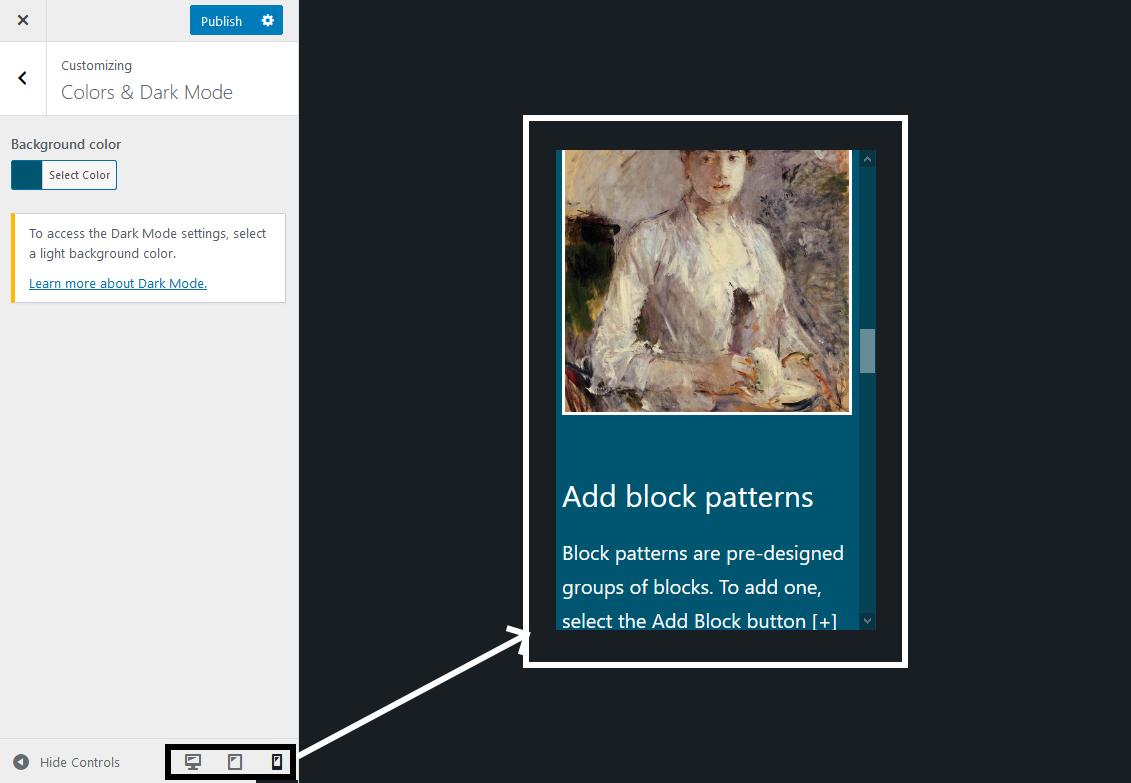 Publish
Customizing
Colors & Dark Mode
Background color
Select Color
To access the Dark Mode settings, select
a light background color.
Learn more about Dark Mode.
Hide Controls
Add block patterns
Block patterns are pre-designed
groups of blocks. To add one,
select the Add Block button [+]